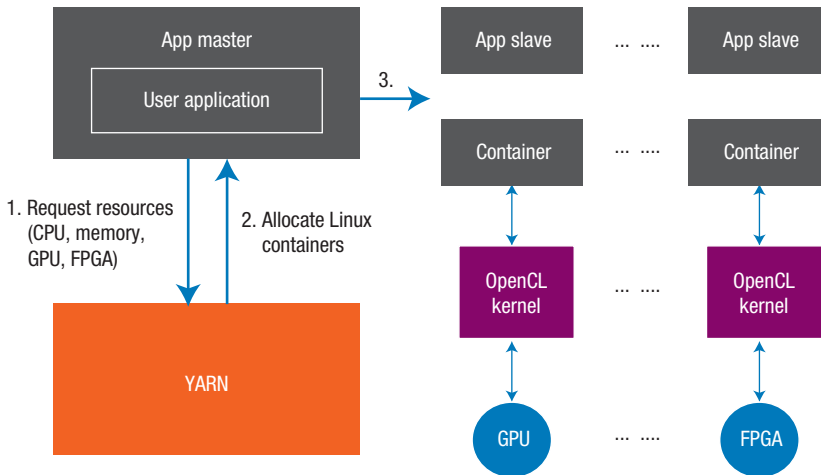 App master
User application
3.
App slave
... ....
App slave
Container
... ....
Container
1. Request resources
(CPU, memory,
GPU, FPGA)
2. Allocate Linux
containers
OpenCL
kernel
... ....
OpenCL
kernel
YARN
GPU
... ....
FPGA